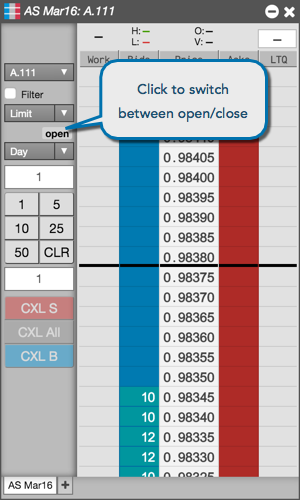 AS Mar16: A.111
A.111
Filter
Limit
open
Day
1
1 5
10 25
50 CLR
1
CXL S
CXL All
CXL B
AS Mar16 +
– H: – O: – –
L: – V: –
Work Bids Price Asks LTQ
Click to switch
between open/close
0.98405
0.98400
0.98395
0.98390
0.98385
0.98380
0.98375
0.98370
0.98365
0.98360
0.98355
0.98350
10 0.98345
10 0.98340
12 0.98335
12 0.98330
10 0.98325